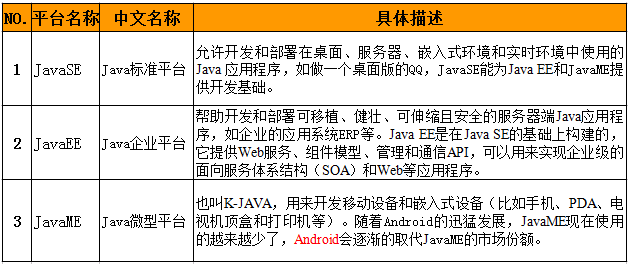 NO. 平台名称 中文名称 具体描述
1 JavaSE Java标准平台
允许开发和部署在桌面、服务器、嵌入式环境和实时环境中使用的
Java 应用程序，如做一个桌面版的QQ，JavaSE能为Java EE和JavaME提
供开发基础。
2 JavaEE Java企业平台
帮助开发和部署可移植、健壮、可伸缩且安全的服务器端Java应用程
序，如企业的应用系统ERP等。Java EE是在Java SE的基础上构建的，
它提供Web服务、组件模型、管理和通信API，可以用来实现企业级的
面向服务体系结构（SOA）和Web等应用程序。
3 JavaME Java微型平台
也叫K-JAVA，用来开发移动设备和嵌入式设备（比如手机、PDA、电
视机顶盒和打印机等）。随着Android的迅猛发展，JavaME现在使用
的越来越少了，Android会逐渐的取代JavaME的市场份额。